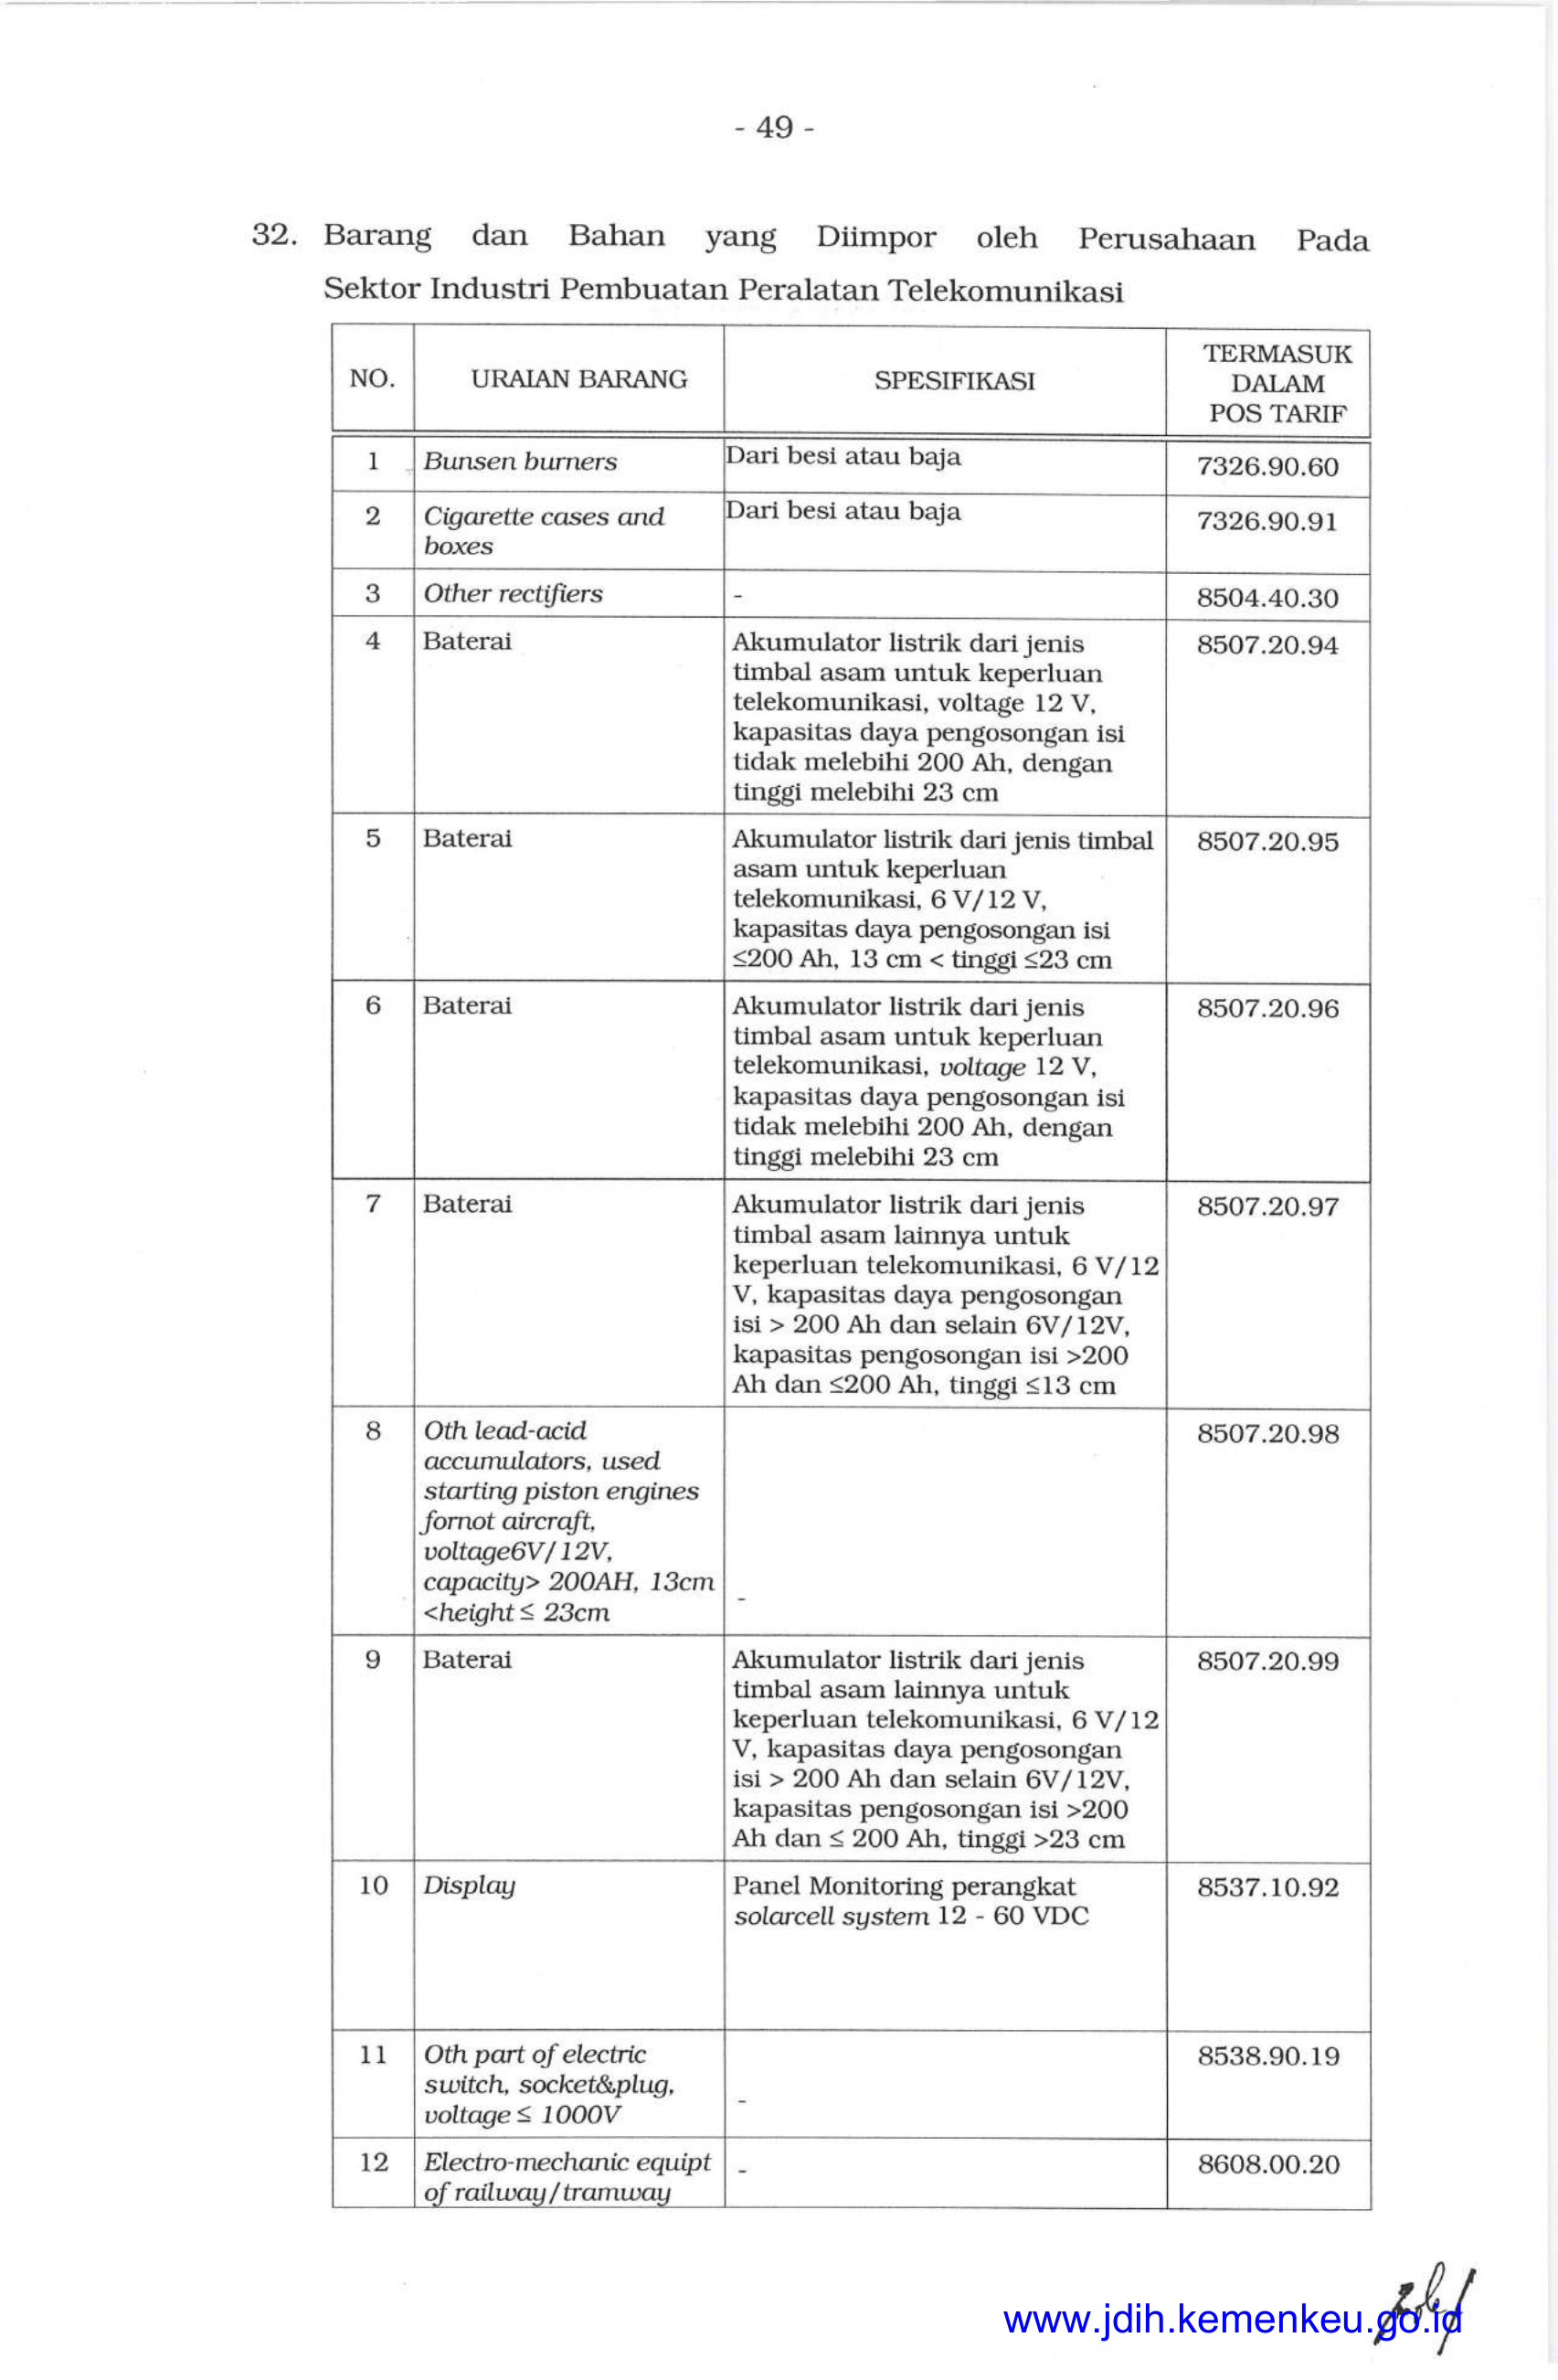 - 49 -
32. Barang dan Bahan yang Diimpor oleh Perusahaan Pada
Sektor Industri Pembuatan Peralatan Telekomunikasi
NO. URAIAN BARANG SPESIFIKASI TERMASUK DALAM POS TARIF
1 Bunsen burners Dari besi atau baja 7326.90.60
2 Cigarette cases and Dari besi atau baja 7326.90.91
boxes
3 Other rectifiers - 8504.40.30
4 Baterai Akumulator listrik dari jenis 8507.20.94
timbal asam untuk keperluan
telekomunikasi, voltage 12 V,
kapasitas daya pengosongan isi
tidak melebihi 200 Ah, dengan
tinggi melebihi 23 cm
5 Baterai Akumulator listrik dari jenis timbal 8507.20.95
asam untuk keperluan
telekomunikasi, 6 V/12 V,
kapasitas daya pengosongan isi
≤200 Ah, 13 cm < tinggi ≤23 cm
6 Baterai Akumulator listrik dari jenis 8507.20.96
timbal asam untuk keperluan
telekomunikasi, voltage 12 V,
kapasitas daya pengosongan isi
tidak melebihi 200 Ah, dengan
tinggi melebihi 23 cm
7 Baterai Akumulator listrik dari jenis 8507.20.97
timbal asam lainnya untuk
keperluan telekomunikasi, 6 V/12
V, kapasitas daya pengosongan
isi > 200 Ah dan selain 6V/12V,
kapasitas pengosongan isi >200
Ah dan ≤200 Ah, tinggi ≤13 cm
8 Oth lead-acid 8507.20.98
accumulators, used
starting piston engines
fornot aircraft,
voltage6V/12V,
capacity> 200AH, 13cm -
<height ≤ 23cm
9 Baterai Akumulator listrik dari jenis 8507.20.99
timbal asam lainnya untuk
keperluan telekomunikasi, 6 V/12
V, kapasitas daya pengosongan
isi > 200 Ah dan selain 6V/12V,
kapasitas pengosongan isi >200
Ah dan ≤ 200 Ah, tinggi >23 cm
10 Display Panel Monitoring perangkat 8537.10.92
solarcell system 12 - 60 VDC
11 Oth part of electric 8538.90.19
switch, socket&plug, -
voltage ≤ 1000V
12 Electro-mechanic equipt - 8608.00.20
of railway/tramway
www.jdih.kemenkeu.go.id